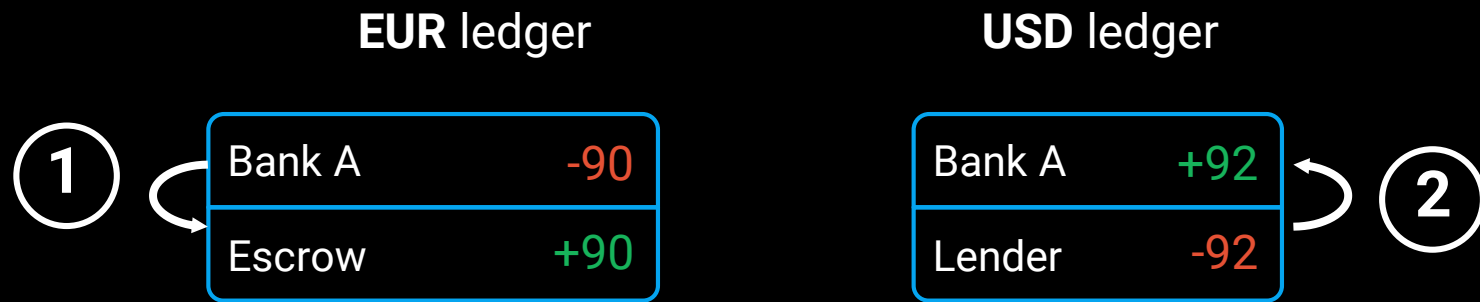 EUR ledger
USD ledger
1
Bank A -90
Escrow +90
Bank A +92
Lender -92
2